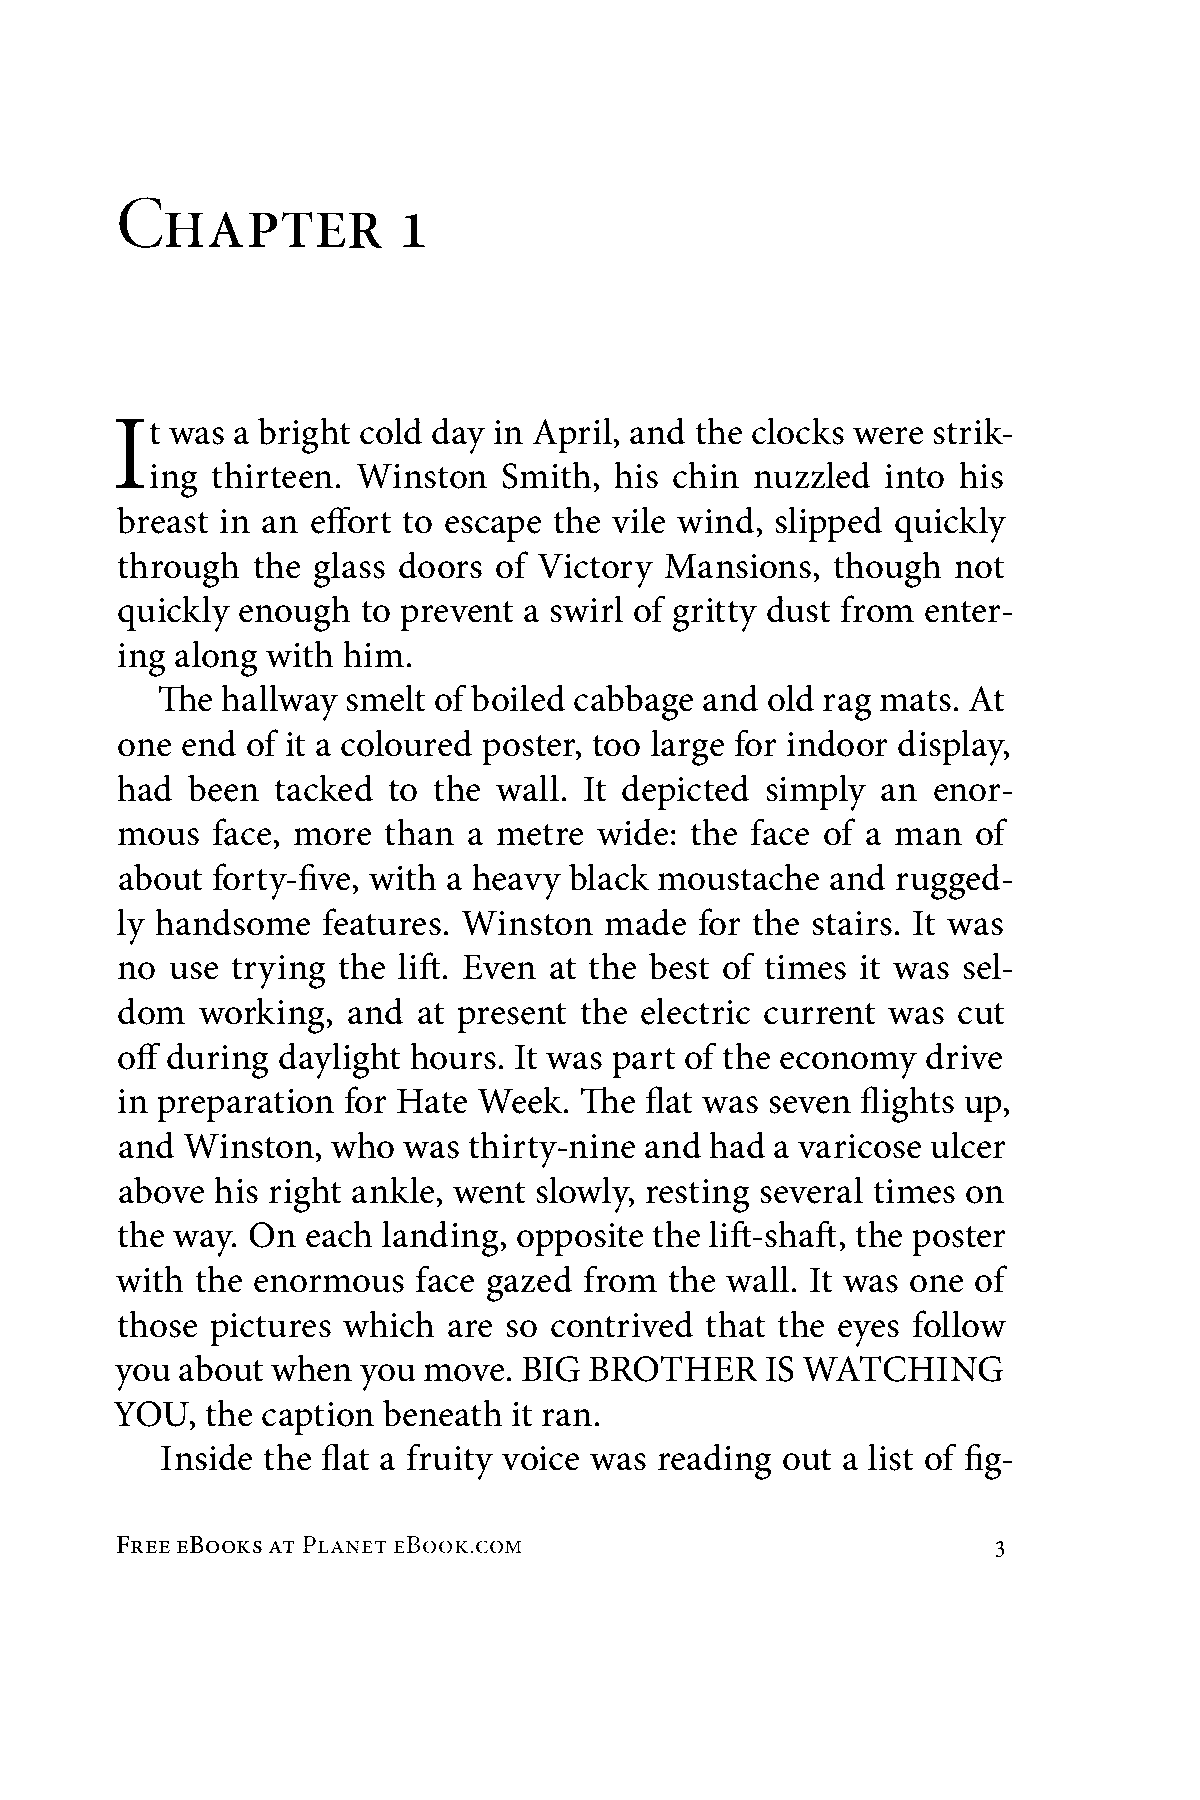 Chapter 1
It was a bright cold day in April, and the clocks were strik-
ing thirteen. Winston Smith, his chin nuzzled into his
breast in an effort to escape the vile wind, slipped quickly
through the glass doors of Victory Mansions, though not
quickly enough to prevent a swirl of gritty dust from enter-
ing along with him.
The hallway smelt of boiled cabbage and old rag mats. At
one end of it a coloured poster, too large for indoor display,
had been tacked to the wall. It depicted simply an enor-
mous face, more than a metre wide: the face of a man of
about forty-five, with a heavy black moustache and rugged-
ly handsome features. Winston made for the stairs. It was
no use trying the lift. Even at the best of times it was sel-
dom working, and at present the electric current was cut
off during daylight hours. It was part of the economy drive
in preparation for Hate Week. The flat was seven flights up,
and Winston, who was thirty-nine and had a varicose ulcer
above his right ankle, went slowly, resting several times on
the way. On each landing, opposite the lift-shaft, the poster
with the enormous face gazed from the wall. It was one of
those pictures which are so contrived that the eyes follow
you about when you move. BIG BROTHER IS WATCHING
YOU, the caption beneath it ran.
Inside the flat a fruity voice was reading out a list of fig-
Free eBooks at Planet eBook.com 3